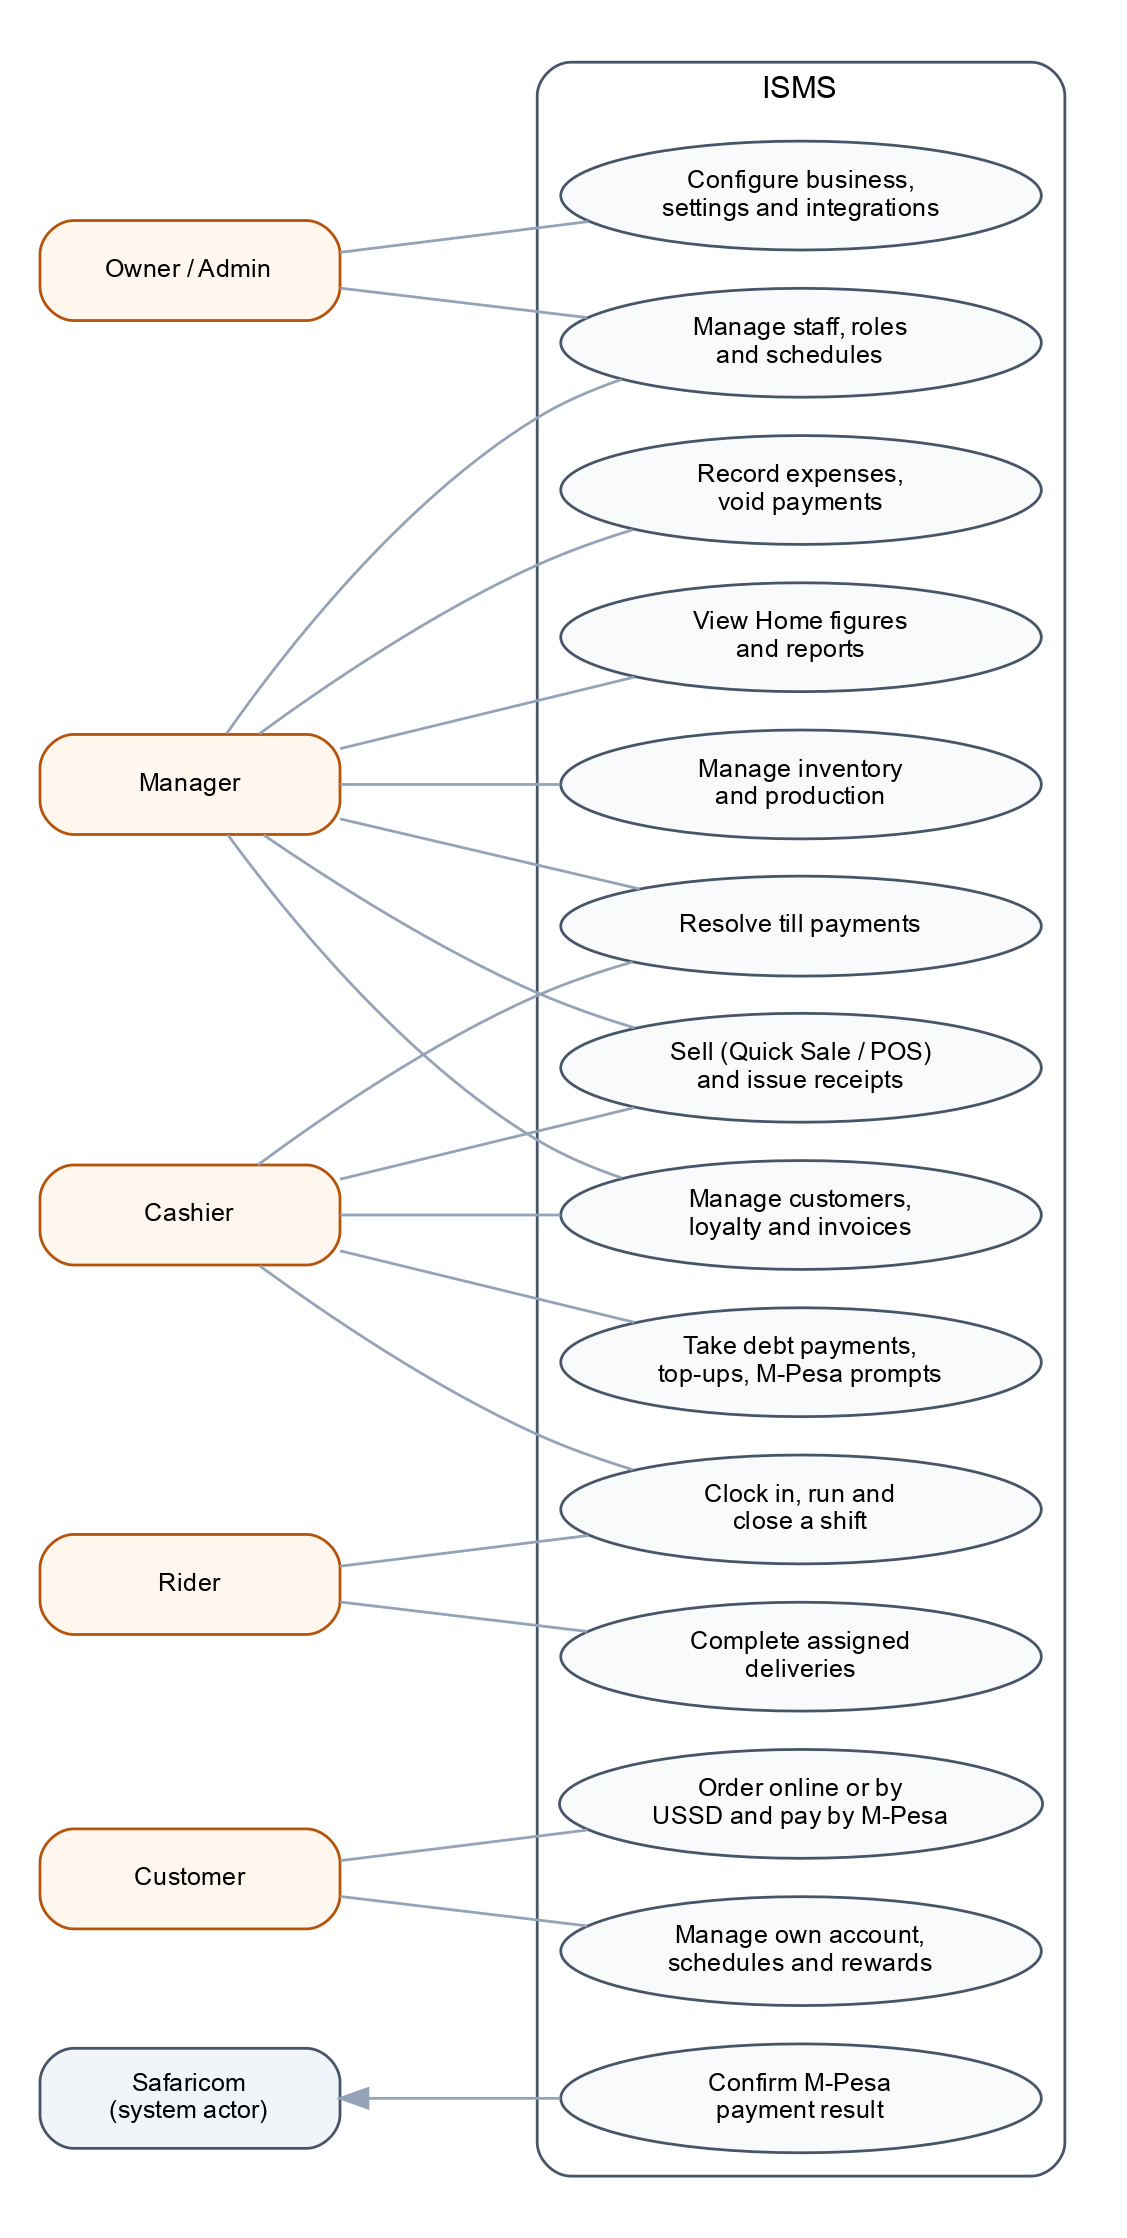 ISMS
Configure business,
settings and integrations
Owner / Admin
Manage staff, roles
and schedules
Record expenses,
void payments
View Home figures
and reports
Manager
Manage inventory
and production
Resolve till payments
Sell (Quick Sale / POS)
and issue receipts
Cashier
Manage customers,
loyalty and invoices
Take debt payments,
top-ups, M-Pesa prompts
Clock in, run and
close a shift
Rider
Complete assigned
deliveries
Order online or by
USSD and pay by M-Pesa
Customer
Manage own account,
schedules and rewards
Safaricom
(system actor)
Confirm M-Pesa
payment result